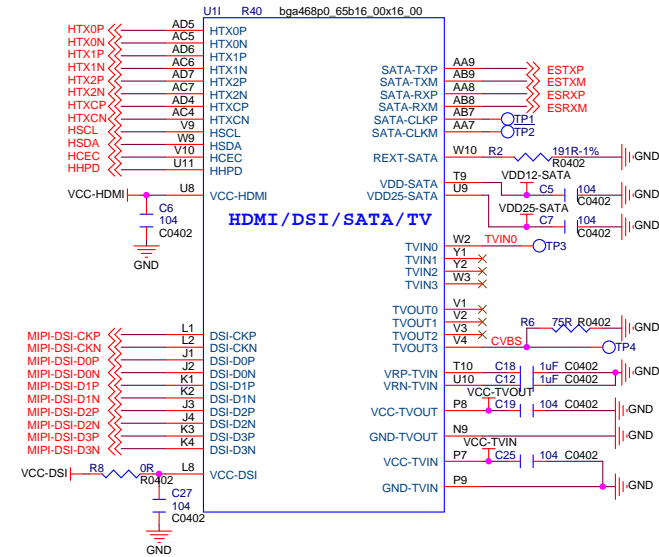 U1I R40 bga468p0_65b16_00x16_00
HTX0P AD5 HTX0P
HTX0N AC5 HTX0N
HTX1P AD6 HTX1P
HTX1N AC6 HTX1N
HTX2P AD7 HTX2P
HTX2N AC7 HTX2N
HTXCP AD4 HTXCP
HTXCN AC4 HTXCN
HSCL V9 HSCL
HSDA W9 HSDA
HCEC V10 HCEC
HHPD U11 HHPD
VCC-HDMI U8 VCC-HDMI
C6
104
C0402
GND
HDMI/DSI/SATA/TV
SATA-TXP AA9 ESTXP
SATA-TXM AB9 ESTXM
SATA-RXP AA8 ESRXP
SATA-RXM AB8 ESRXM
SATA-CLKP AB7 TP1
SATA-CLKM AA7 TP2
REXT-SATA W10 R2 191R-1% R0402 GND
VDD-SATA T9 VDD12-SATA C5 104 C0402 GND
VDD25-SATA U9 VDD25-SATA C7 104 C0402 GND
TVIN0 W2 TVIN0 TP3
TVIN1 Y1
TVIN2 Y2
TVIN3 W3
TVOUT0 V1
TVOUT1 V2
TVOUT2 V3
TVOUT3 V4 CVBS R6 75R R0402 GND
TP4
VRP-TVIN T10 C18 1uF C0402 GND
VRN-TVIN U10 C12 1uF C0402
VCC-TVOUT P8 VCC-TVOUT C19 104 C0402 GND
GND-TVOUT N9 GND
VCC-TVIN P7 VCC-TVIN C25 104 C0402
GND-TVIN P9 GND
MIPI-DSI-CKP L1 DSI-CKP
MIPI-DSI-CKN L2 DSI-CKN
MIPI-DSI-D0P J1 DSI-D0P
MIPI-DSI-D0N J2 DSI-D0N
MIPI-DSI-D1P K1 DSI-D1P
MIPI-DSI-D1N K2 DSI-D1N
MIPI-DSI-D2P J3 DSI-D2P
MIPI-DSI-D2N J4 DSI-D2N
MIPI-DSI-D3P K3 DSI-D3P
MIPI-DSI-D3N K4 DSI-D3N
VCC-DSI R8 0R R0402 L8 VCC-DSI
C27
104
C0402
GND